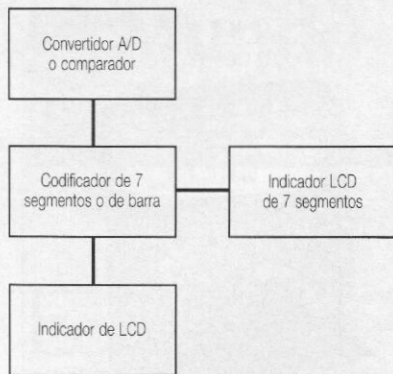 Convertidor A/D
o comparador
Codificador de 7
segmentos o de barra
Indicador LCD
de 7 segmentos
Indicador de LCD